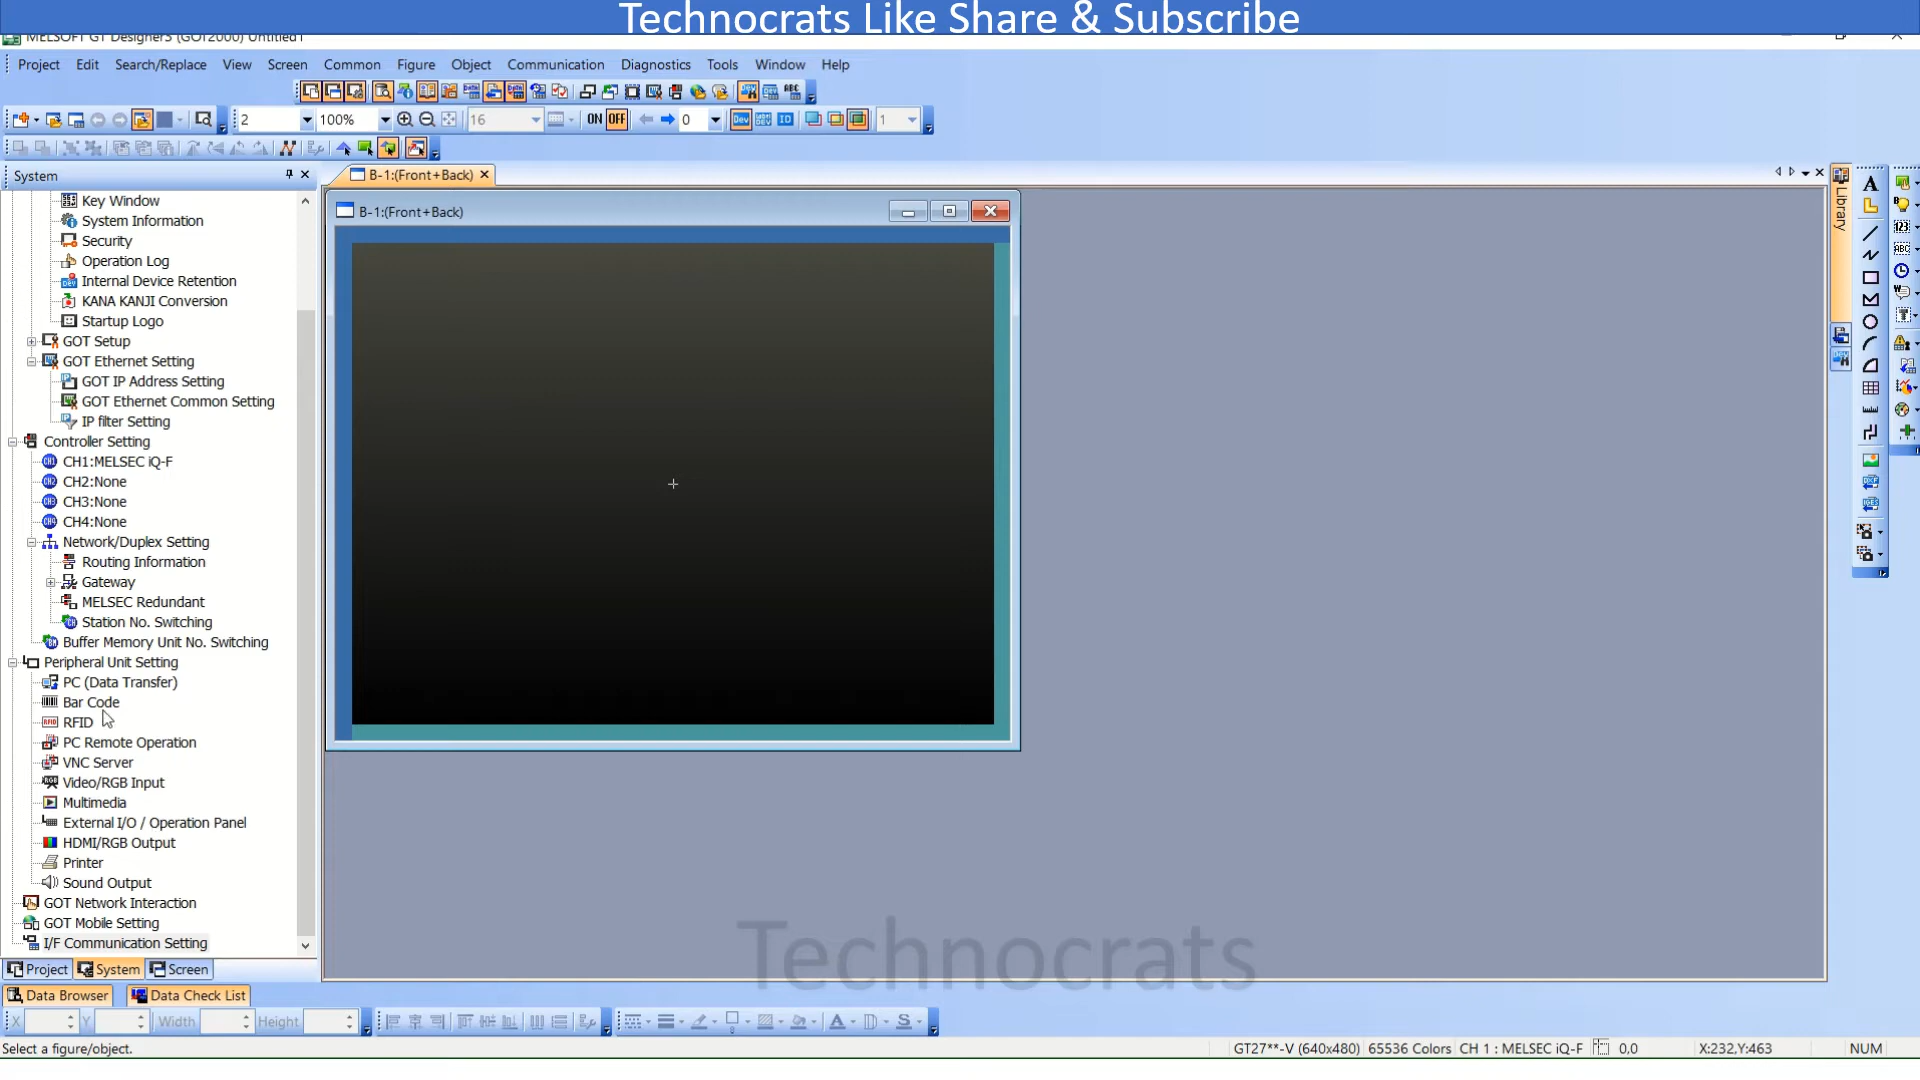 Technocrats Like Share & Subscribe
MELSOFT GT Designer3 (GOT2000) Untitled1
Project Edit Search/Replace View Screen Common Figure Object Communication Diagnostics Tools Window Help
2 100% 16 ON OFF 0 Dev ID 1
System
B-1:(Front+Back)
B-1:(Front+Back)
Library
Key Window
System Information
Security
Operation Log
Internal Device Retention
KANA KANJI Conversion
Startup Logo
GOT Setup
GOT Ethernet Setting
GOT IP Address Setting
GOT Ethernet Common Setting
IP filter Setting
Controller Setting
CH1:MELSEC iQ-F
CH2:None
CH3:None
CH4:None
Network/Duplex Setting
Routing Information
Gateway
MELSEC Redundant
Station No. Switching
Buffer Memory Unit No. Switching
Peripheral Unit Setting
PC (Data Transfer)
Bar Code
RFID
PC Remote Operation
VNC Server
Video/RGB Input
Multimedia
External I/O / Operation Panel
HDMI/RGB Output
Printer
Sound Output
GOT Network Interaction
GOT Mobile Setting
I/F Communication Setting
Technocrats
Project System Screen
Data Browser Data Check List
X Y Width Height
Select a figure/object. GT27**-V (640x480) 65536 Colors CH 1 : MELSEC iQ-F 0,0 X:232,Y:463 NUM